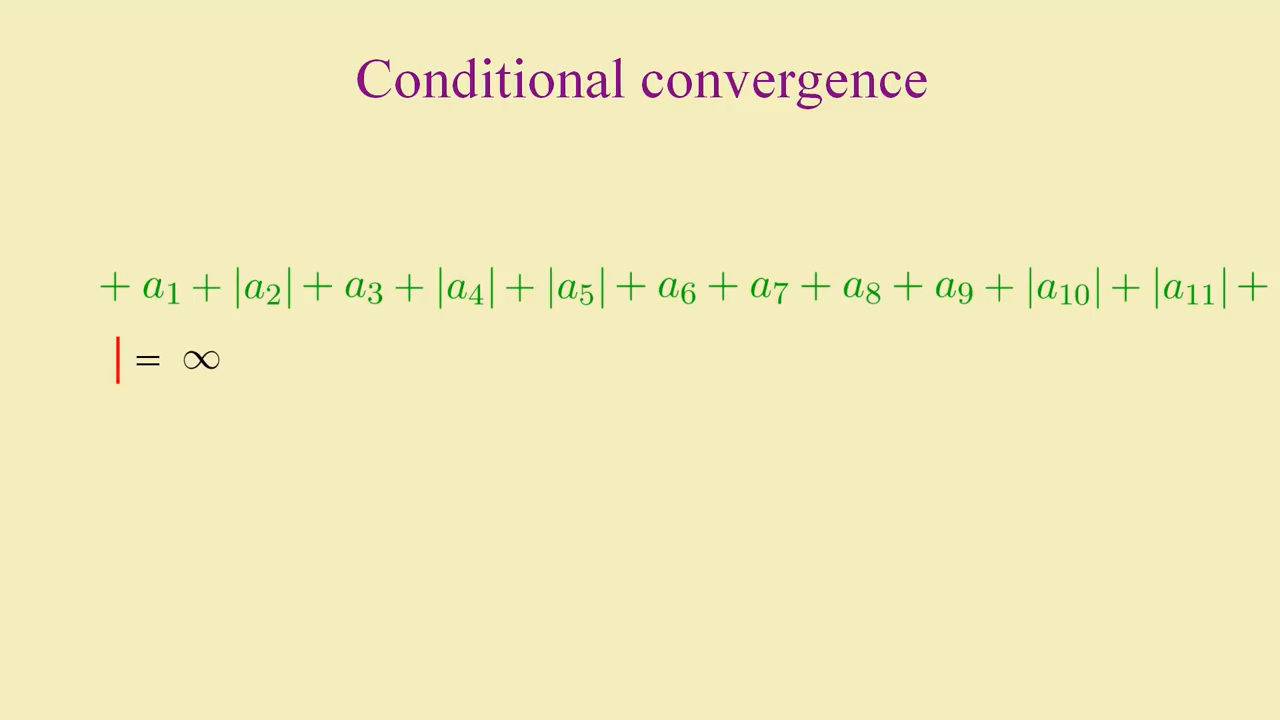 Conditional convergence
+ a₁ + |a₂| + a₃ + |a₄| + |a₅| + a₆ + a₇ + a₈ + a₉ + |a₁₀| + |a₁₁| +
| = ∞